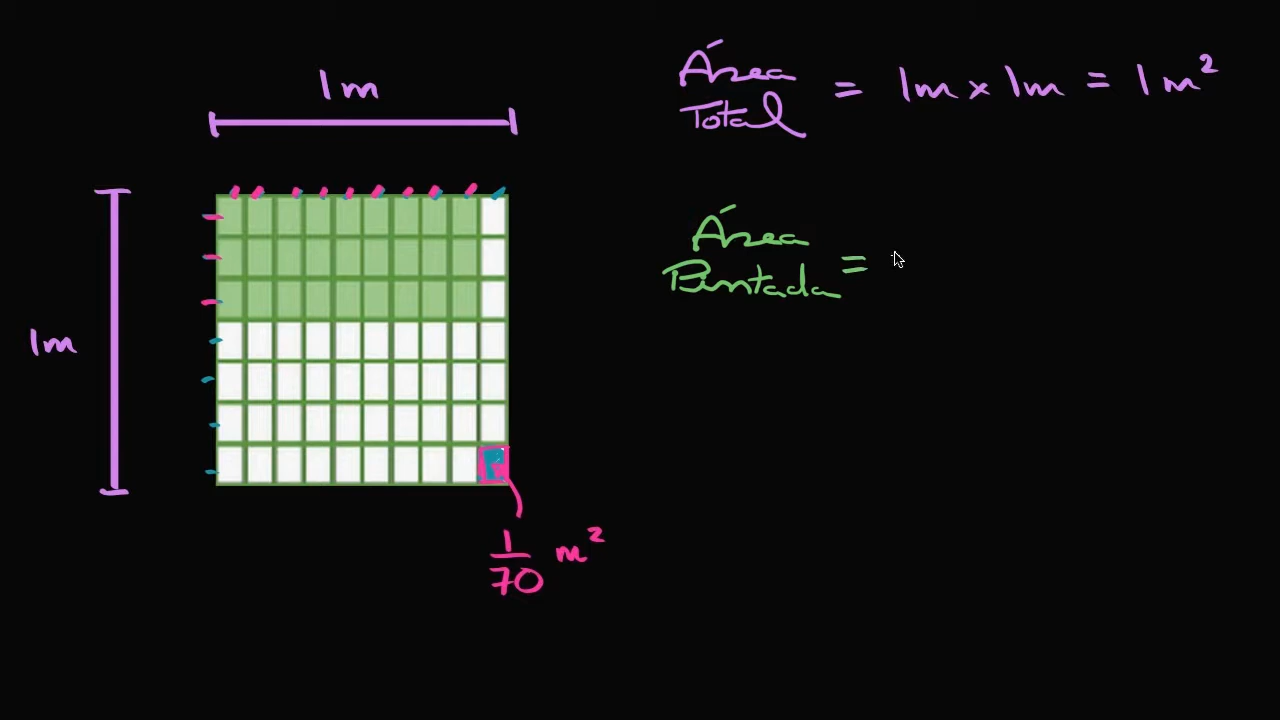 1m
Área Total = 1m x 1m = 1m²
1m
Área Pintada =
1/70 m²